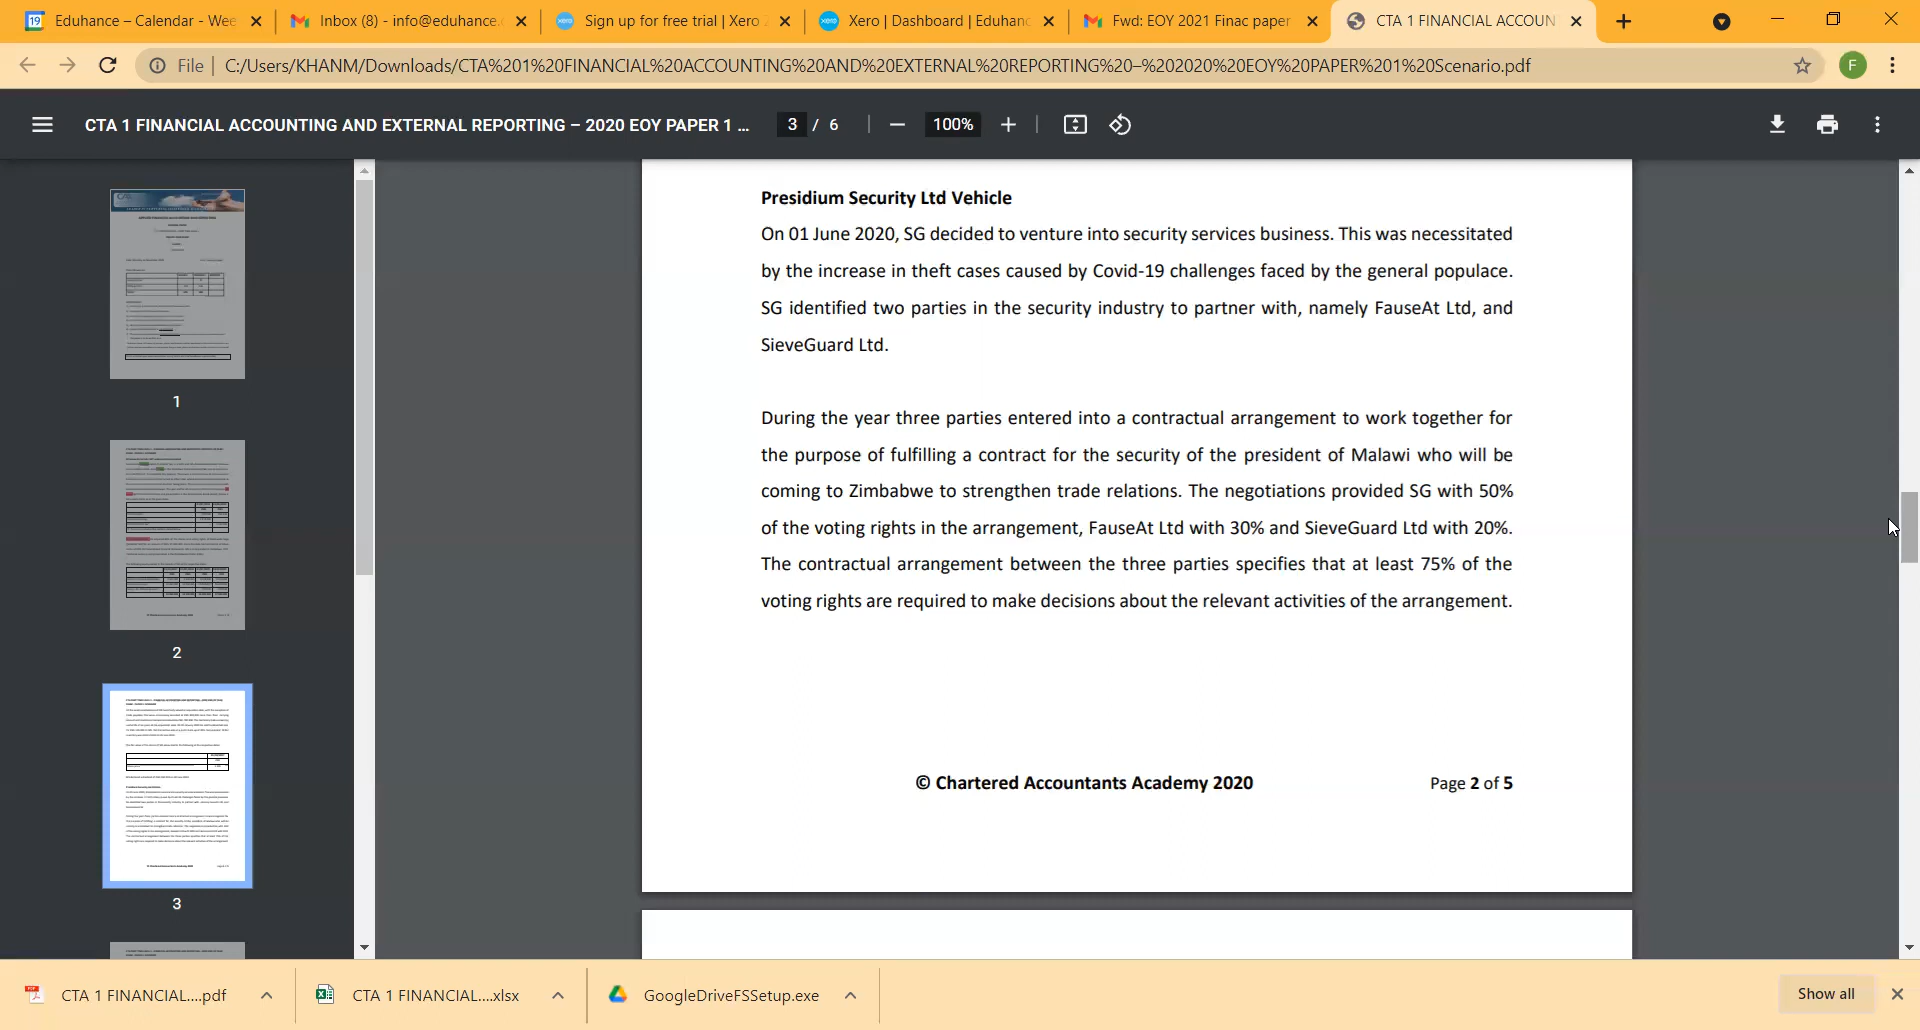 Eduhance – Calendar - Wee
Inbox (8) - info@eduhance.
Sign up for free trial | Xero
Xero | Dashboard | Eduhanc
Fwd: EOY 2021 Finac paper
CTA 1 FINANCIAL ACCOUN
File | C:/Users/KHANM/Downloads/CTA%201%20FINANCIAL%20ACCOUNTING%20AND%20EXTERNAL%20REPORTING%20–%202020%20EOY%20PAPER%201%20Scenario.pdf
F
CTA 1 FINANCIAL ACCOUNTING AND EXTERNAL REPORTING – 2020 EOY PAPER 1 ...
3 / 6
100%
1
2
3
Presidium Security Ltd Vehicle
On 01 June 2020, SG decided to venture into security services business. This was necessitated
by the increase in theft cases caused by Covid-19 challenges faced by the general populace.
SG identified two parties in the security industry to partner with, namely FauseAt Ltd, and
SieveGuard Ltd.
During the year three parties entered into a contractual arrangement to work together for
the purpose of fulfilling a contract for the security of the president of Malawi who will be
coming to Zimbabwe to strengthen trade relations. The negotiations provided SG with 50%
of the voting rights in the arrangement, FauseAt Ltd with 30% and SieveGuard Ltd with 20%.
The contractual arrangement between the three parties specifies that at least 75% of the
voting rights are required to make decisions about the relevant activities of the arrangement.
© Chartered Accountants Academy 2020
Page 2 of 5
CTA 1 FINANCIAL....pdf
CTA 1 FINANCIAL....xlsx
GoogleDriveFSSetup.exe
Show all